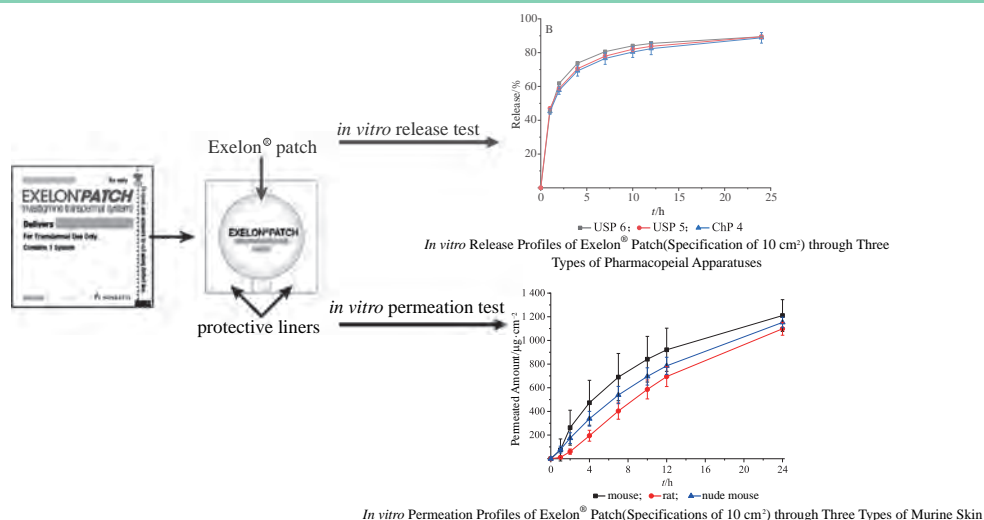 EXELON PATCH
Delivers
For Transdermal Use Only
Contains 1 System
Exelon® patch
EXELON PATCH
protective liners
in vitro release test
in vitro permeation test
B
Release/%
100
80
60
40
20
0
5
10
15
20
25
t/h
USP 6; USP 5; ChP 4
In vitro Release Profiles of Exelon® Patch(Specification of 10 cm²) through Three
Types of Pharmacopeial Apparatuses
Permeated Amount/μg·cm⁻²
1 400
1 200
1 000
800
600
400
200
0
4
8
12
16
20
24
t/h
mouse; rat; nude mouse
In vitro Permeation Profiles of Exelon® Patch(Specifications of 10 cm²) through Three Types of Murine Skin